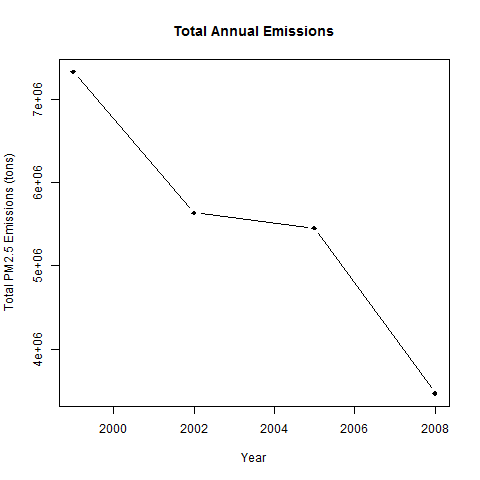 Total Annual Emissions
Total PM2.5 Emissions (tons)
7e+06
6e+06
5e+06
4e+06
2000 2002 2004 2006 2008
Year